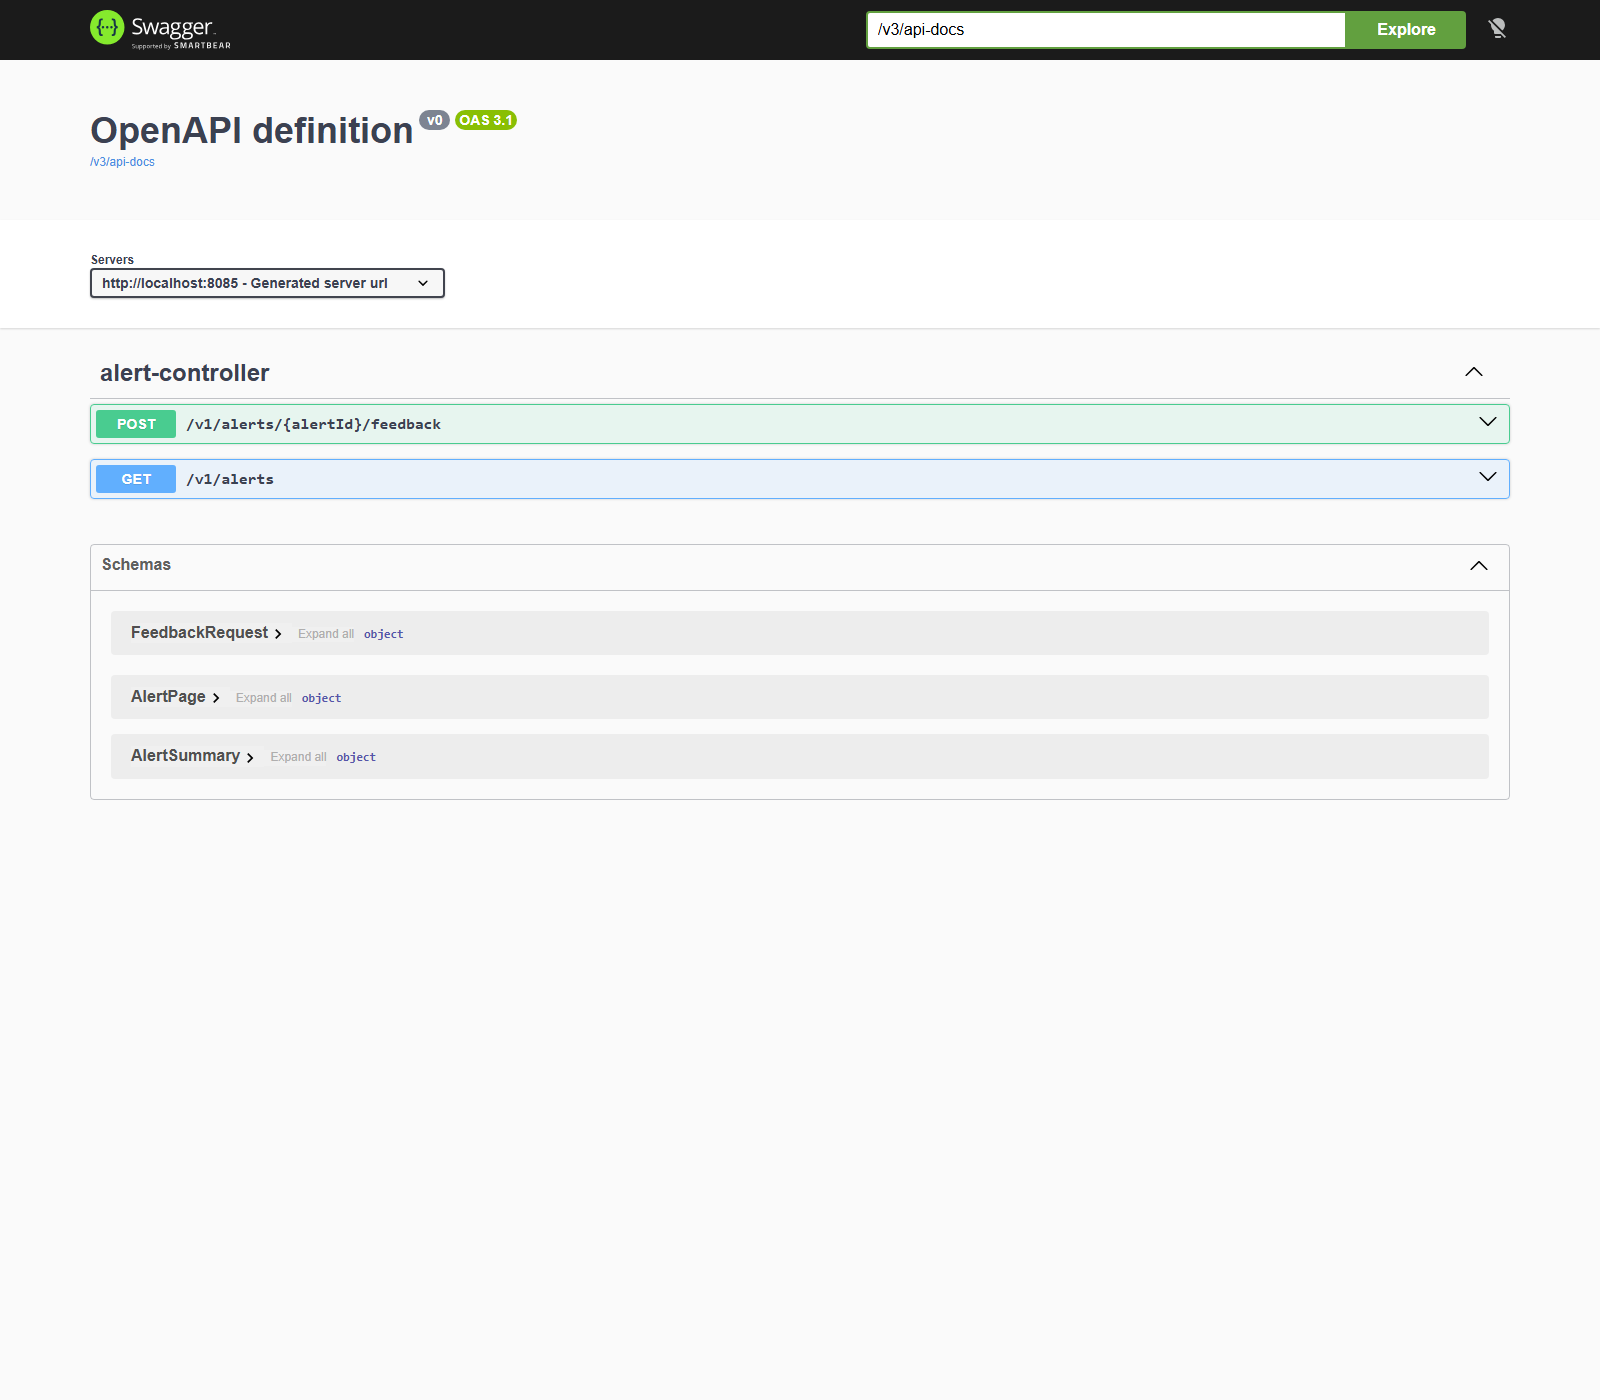 Swagger.
Supported by SMARTBEAR
/v3/api-docs
Explore
OpenAPI definition v0 OAS 3.1
/v3/api-docs
Servers
http://localhost:8085 - Generated server url
alert-controller
POST /v1/alerts/{alertId}/feedback
GET /v1/alerts
Schemas
FeedbackRequest Expand all object
AlertPage Expand all object
AlertSummary Expand all object